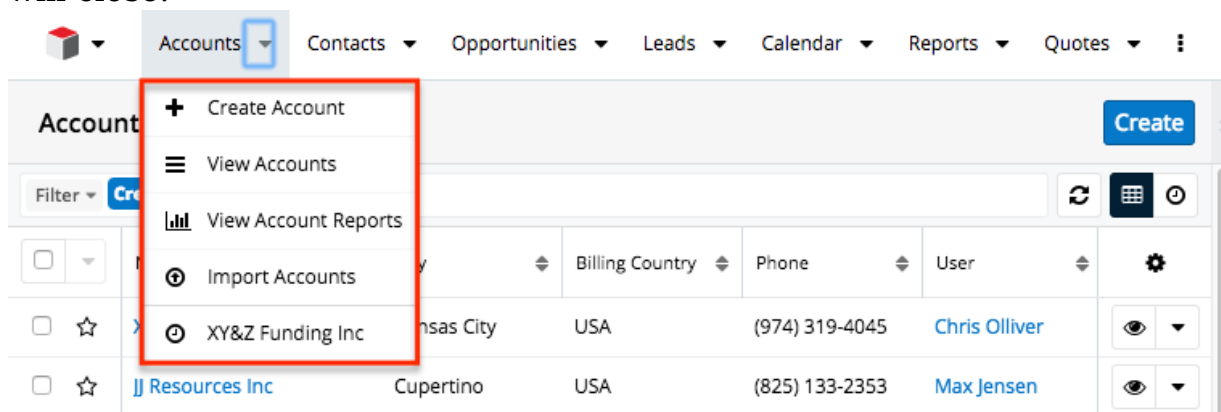 Accounts Contacts Opportunities Leads Calendar Reports Quotes
Create Account
Account Create
View Accounts
Filter Cre
View Account Reports
Billing Country Phone User
Import Accounts
XY&Z Funding Inc nsas City USA (974) 319-4045 Chris Olliver
JJ Resources Inc Cupertino USA (825) 133-2353 Max Jensen